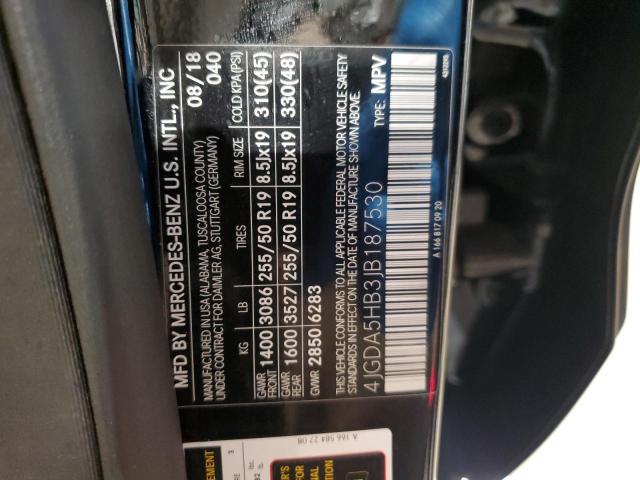 MFD BY MERCEDES-BENZ U.S. INTL., INC
MANUFACTURED IN USA (ALABAMA, TUSCALOOSA COUNTY)
UNDER CONTRACT FOR DAIMLER AG, STUTTGART (GERMANY)
08/18
040
KG LB TIRES RIM SIZE COLD KPA(PSI)
GAWR FRONT 1400 3086 255/50 R19 8.5Jx19 310(45)
GAWR REAR 1600 3527 255/50 R19 8.5Jx19 330(48)
GVWR 2850 6283
THIS VEHICLE CONFORMS TO ALL APPLICABLE FEDERAL MOTOR VEHICLE SAFETY
STANDARDS IN EFFECT ON THE DATE OF MANUFACTURE SHOWN ABOVE.
4JGDA5HB3JB187530 TYPE: MPV
A 166 817 09 20
A 166 584 27 08